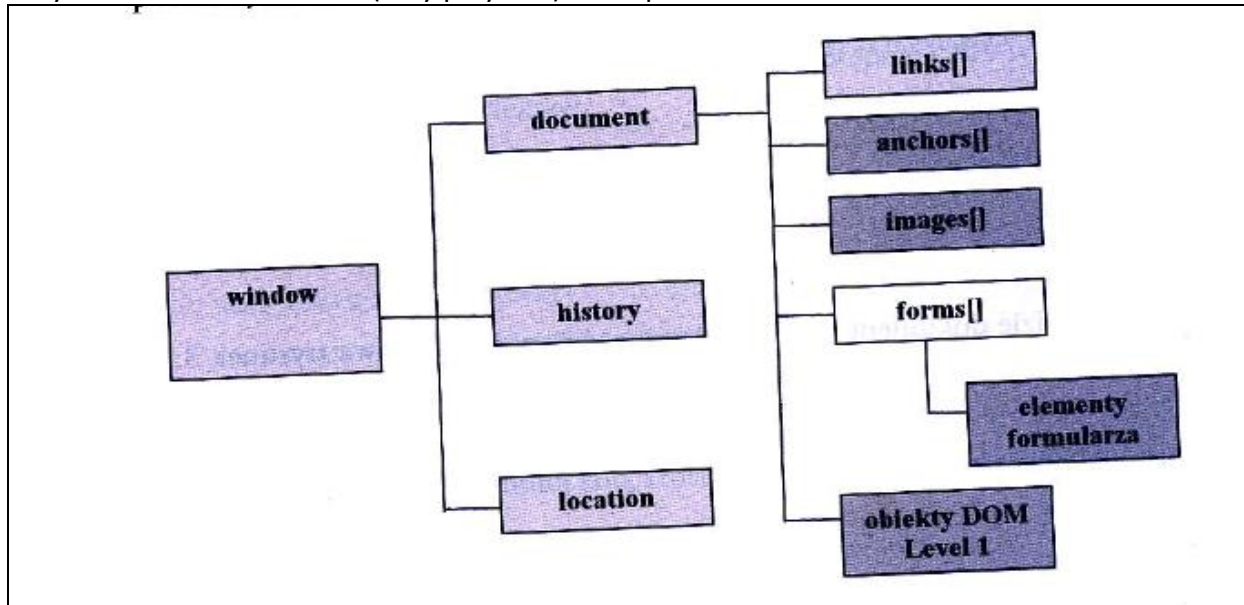 links[]
document
anchors[]
images[]
window
history
forms[]
elementy
formularza
location
obiekty DOM
Level 1